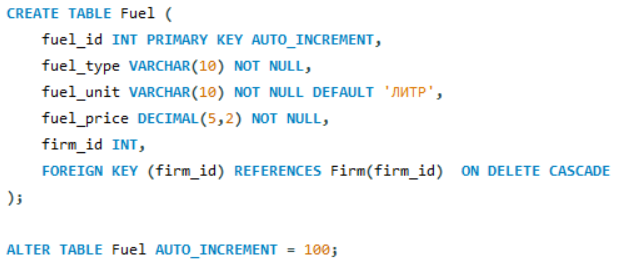 CREATE TABLE Fuel (
fuel_id INT PRIMARY KEY AUTO_INCREMENT,
fuel_type VARCHAR(10) NOT NULL,
fuel_unit VARCHAR(10) NOT NULL DEFAULT 'ЛИТР',
fuel_price DECIMAL(5,2) NOT NULL,
firm_id INT,
FOREIGN KEY (firm_id) REFERENCES Firm(firm_id) ON DELETE CASCADE
);
ALTER TABLE Fuel AUTO_INCREMENT = 100;